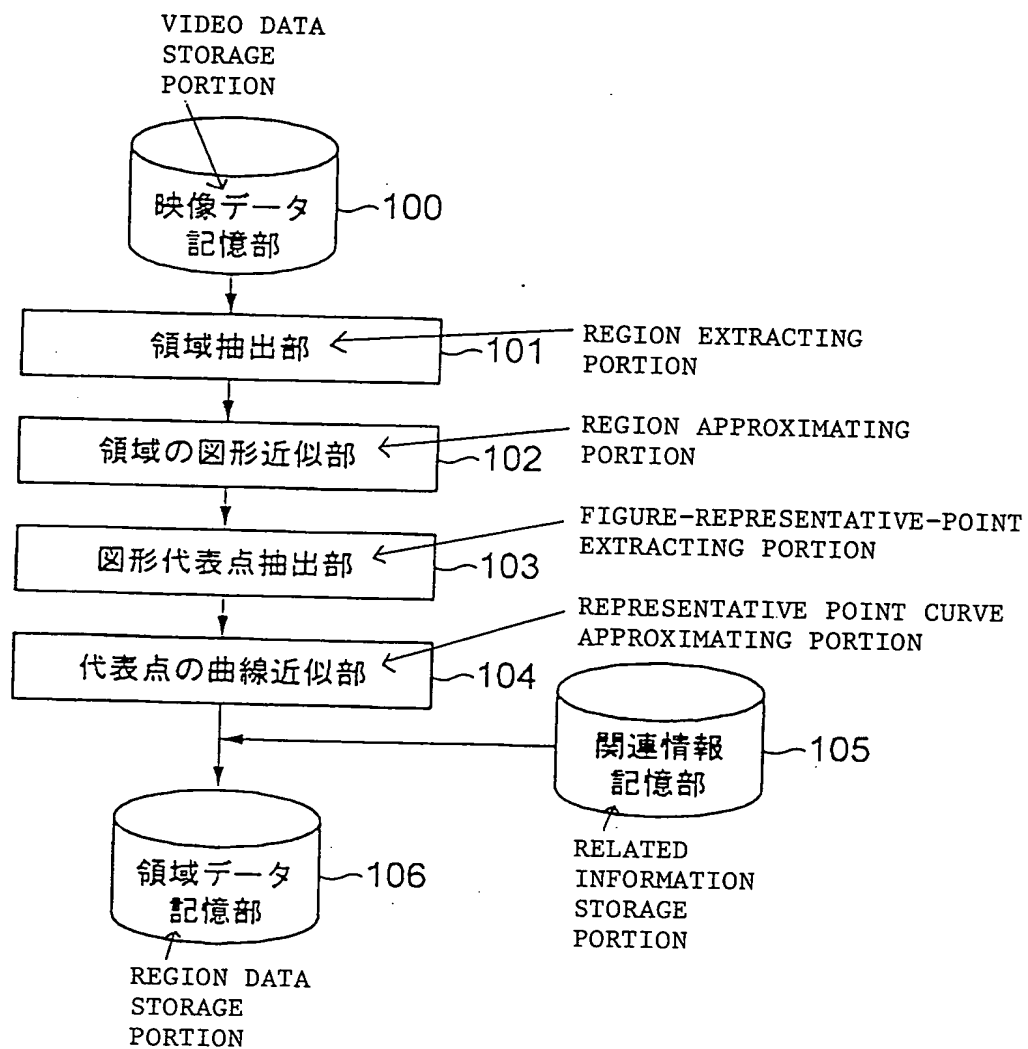 VIDEO DATA
STORAGE
PORTION
映像データ
記憶部
100
領域抽出部
101
REGION EXTRACTING
PORTION
領域の図形近似部
102
REGION APPROXIMATING
PORTION
図形代表点抽出部
103
FIGURE-REPRESENTATIVE-POINT
EXTRACTING PORTION
代表点の曲線近似部
104
REPRESENTATIVE POINT CURVE
APPROXIMATING PORTION
関連情報
記憶部
105
RELATED
INFORMATION
STORAGE
PORTION
領域データ
記憶部
106
REGION DATA
STORAGE
PORTION